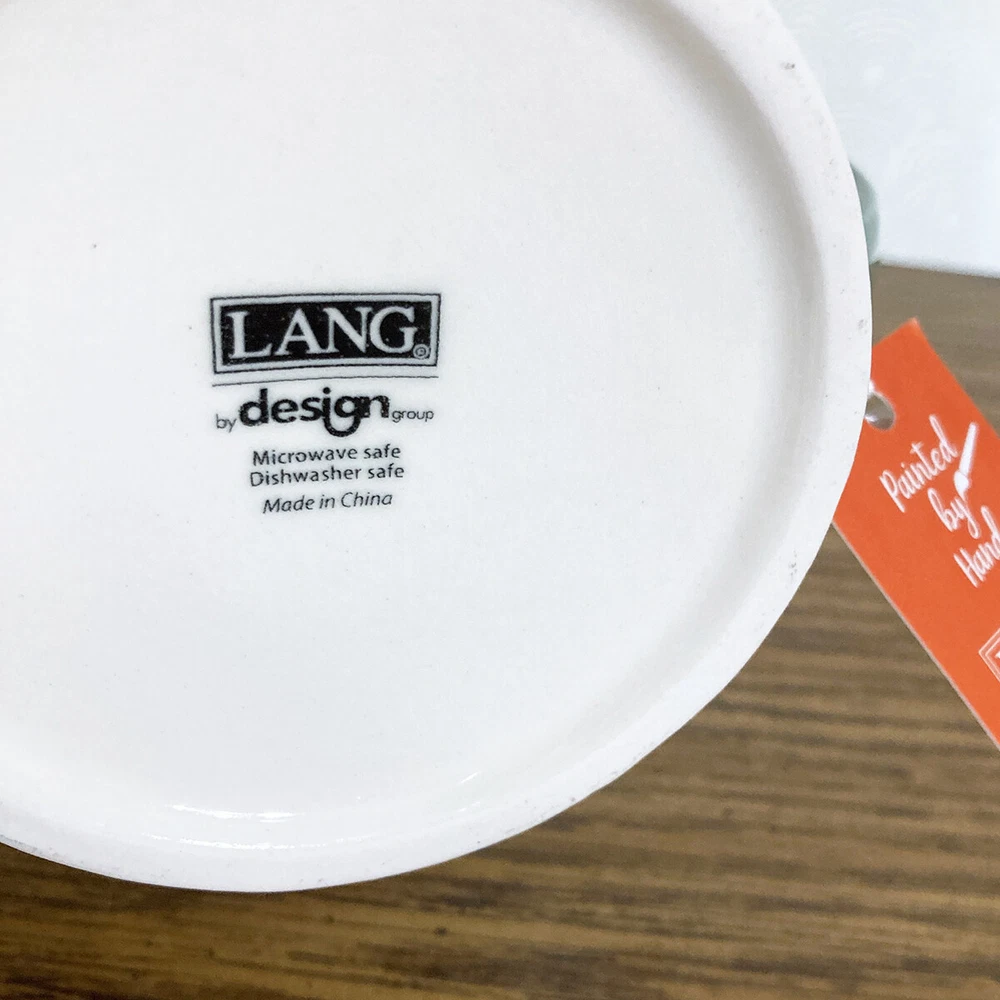 LANG®
by design group
Microwave safe
Dishwasher safe
Made in China
Painted
by
Hand